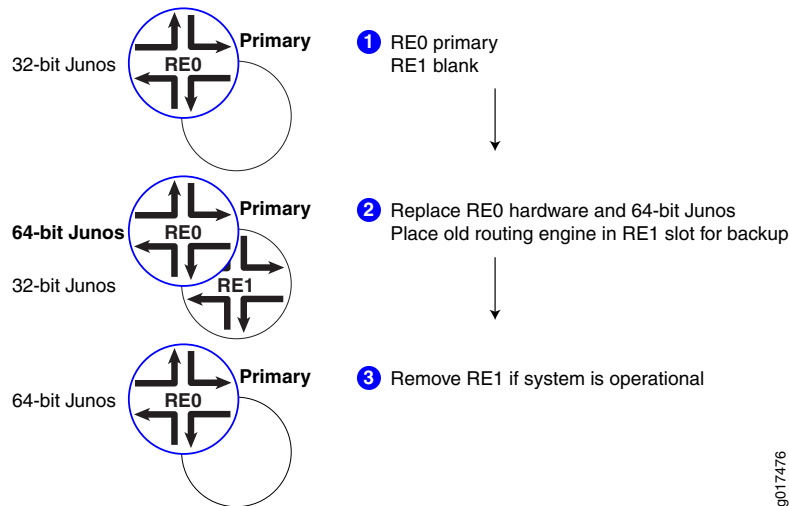 Primary
32-bit Junos
RE0
1 RE0 primary
RE1 blank
Primary
64-bit Junos
RE0
32-bit Junos
RE1
2 Replace RE0 hardware and 64-bit Junos
Place old routing engine in RE1 slot for backup
Primary
64-bit Junos
RE0
3 Remove RE1 if system is operational
g017476